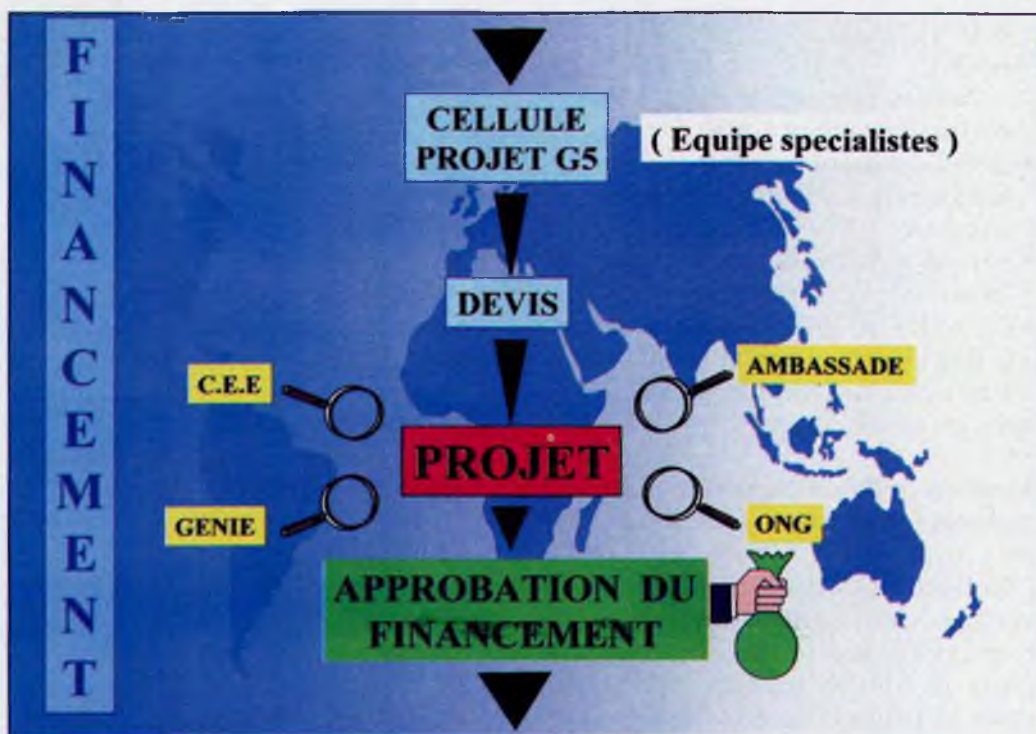 FINANCEMENT
CELLULE
PROJET G5
( Equipe specialistes )
DEVIS
C.E.E
AMBASSADE
PROJET
GENIE
ONG
APPROBATION DU
FINANCEMENT